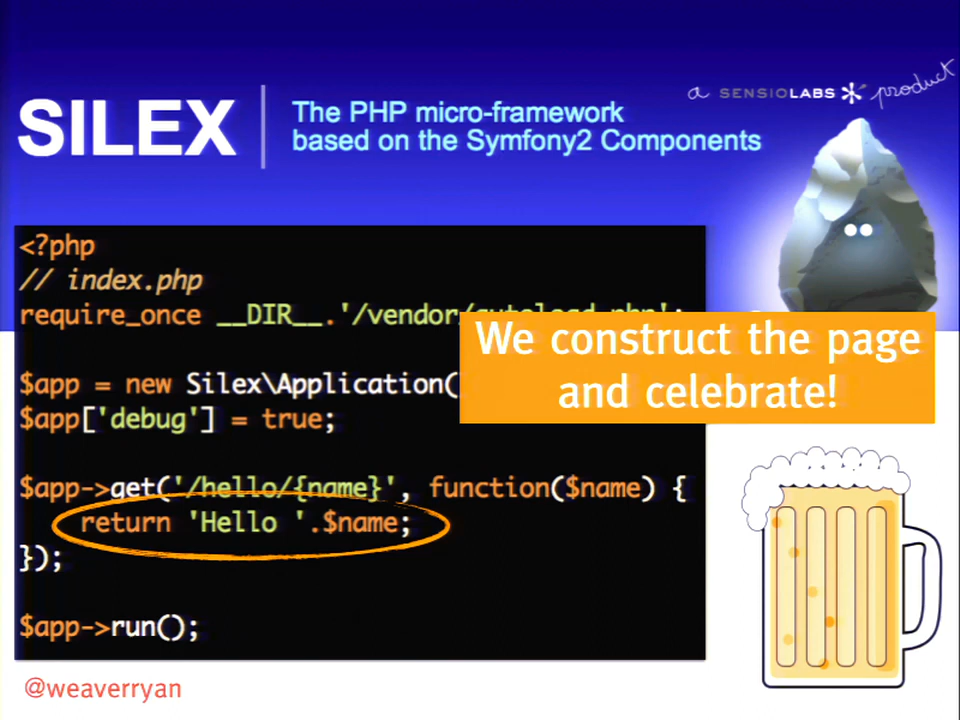 a SENSIOLABS product
SILEX
The PHP micro-framework
based on the Symfony2 Components
<?php
// index.php
require_once __DIR__.'/vendor/autoload.php';
We construct the page
and celebrate!
$app = new Silex\Application(
$app['debug'] = true;
$app->get('/hello/{name}', function($name) {
return 'Hello '.$name;
});
$app->run();
@weaverryan